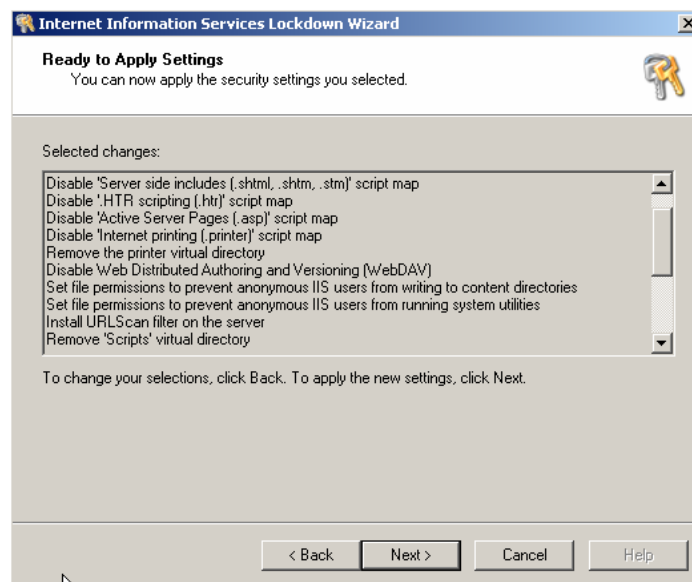 Internet Information Services Lockdown Wizard
Ready to Apply Settings
You can now apply the security settings you selected.
Selected changes:
Disable 'Server side includes (.shtml, .shtm, .stm)' script map
Disable '.HTR scripting (.htr)' script map
Disable 'Active Server Pages (.asp)' script map
Disable 'Internet printing (.printer)' script map
Remove the printer virtual directory
Disable Web Distributed Authoring and Versioning (WebDAV)
Set file permissions to prevent anonymous IIS users from writing to content directories
Set file permissions to prevent anonymous IIS users from running system utilities
Install URLScan filter on the server
Remove 'Scripts' virtual directory
To change your selections, click Back. To apply the new settings, click Next.
< Back Next > Cancel Help